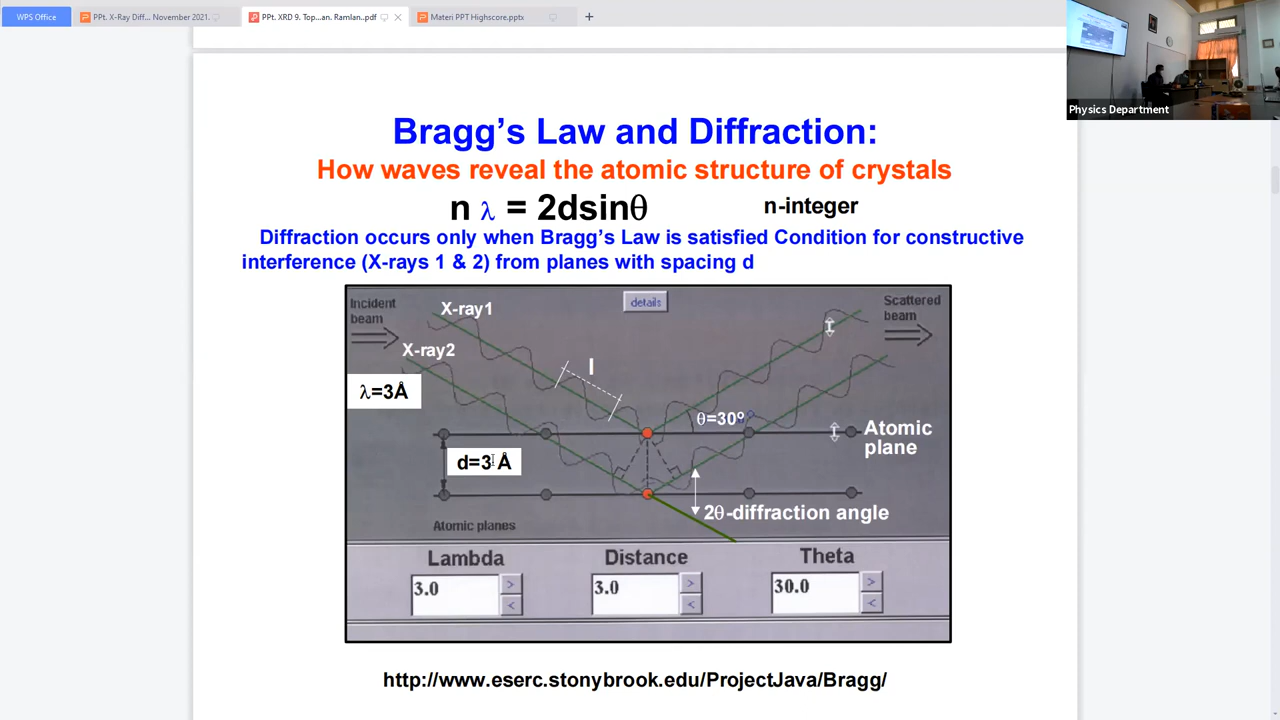 WPS Office
PPt. X-Ray Diff... November 2021.
PPt. XRD 9. Top...an. Ramlan..pdf
Materi PPT Highscore.pptx
Physics Department
Bragg's Law and Diffraction:
How waves reveal the atomic structure of crystals
n λ = 2dsinθ n-integer
Diffraction occurs only when Bragg's Law is satisfied Condition for constructive
interference (X-rays 1 & 2) from planes with spacing d
Incident
beam
X-ray1
details
Scattered
beam
X-ray2
l
λ=3Å
θ=30º
Atomic
plane
d=3 Å
2θ-diffraction angle
Atomic planes
Lambda Distance Theta
3.0 > < 3.0 > < 30.0 > <
http://www.eserc.stonybrook.edu/ProjectJava/Bragg/